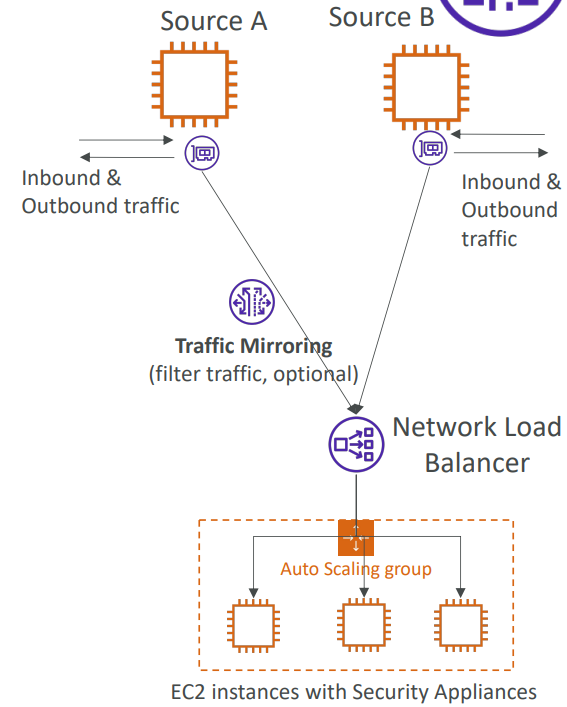 Source A
Source B
Inbound &
Outbound traffic
Inbound &
Outbound
traffic
Traffic Mirroring
(filter traffic, optional)
Network Load
Balancer
Auto Scaling group
EC2 instances with Security Appliances